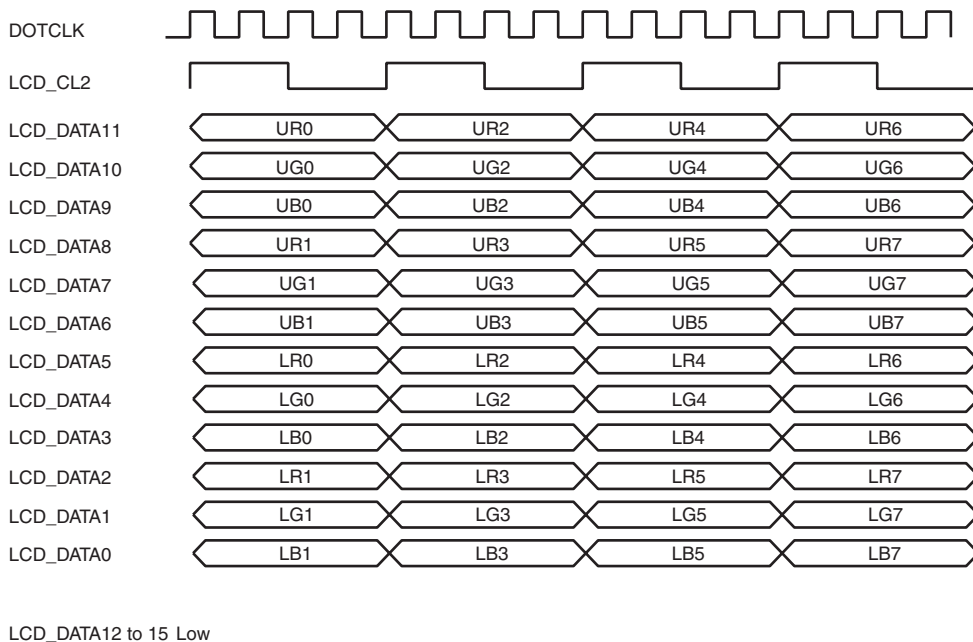 DOTCLK
LCD_CL2
LCD_DATA11 UR0 UR2 UR4 UR6
LCD_DATA10 UG0 UG2 UG4 UG6
LCD_DATA9 UB0 UB2 UB4 UB6
LCD_DATA8 UR1 UR3 UR5 UR7
LCD_DATA7 UG1 UG3 UG5 UG7
LCD_DATA6 UB1 UB3 UB5 UB7
LCD_DATA5 LR0 LR2 LR4 LR6
LCD_DATA4 LG0 LG2 LG4 LG6
LCD_DATA3 LB0 LB2 LB4 LB6
LCD_DATA2 LR1 LR3 LR5 LR7
LCD_DATA1 LG1 LG3 LG5 LG7
LCD_DATA0 LB1 LB3 LB5 LB7
LCD_DATA12 to 15 Low